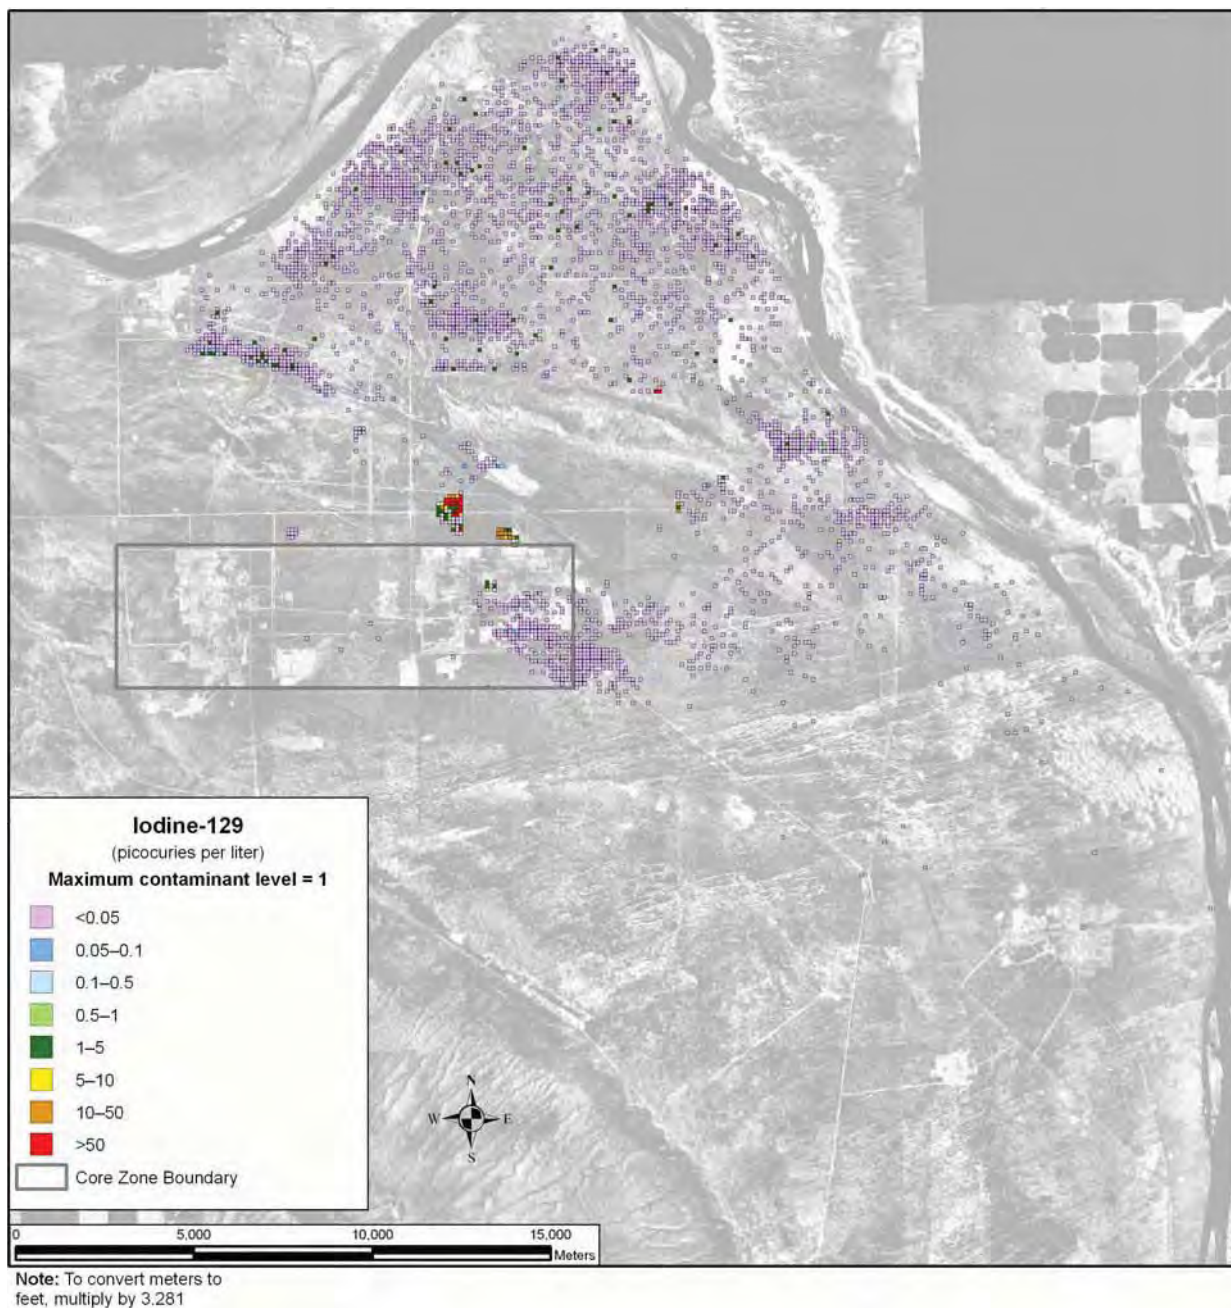 Iodine-129
(picocuries per liter)
Maximum contaminant level = 1
<0.05
0.05–0.1
0.1–0.5
0.5–1
1–5
5–10
10–50
>50
Core Zone Boundary
N
W E
S
0 5,000 10,000 15,000
Meters
Note: To convert meters to
feet, multiply by 3.281